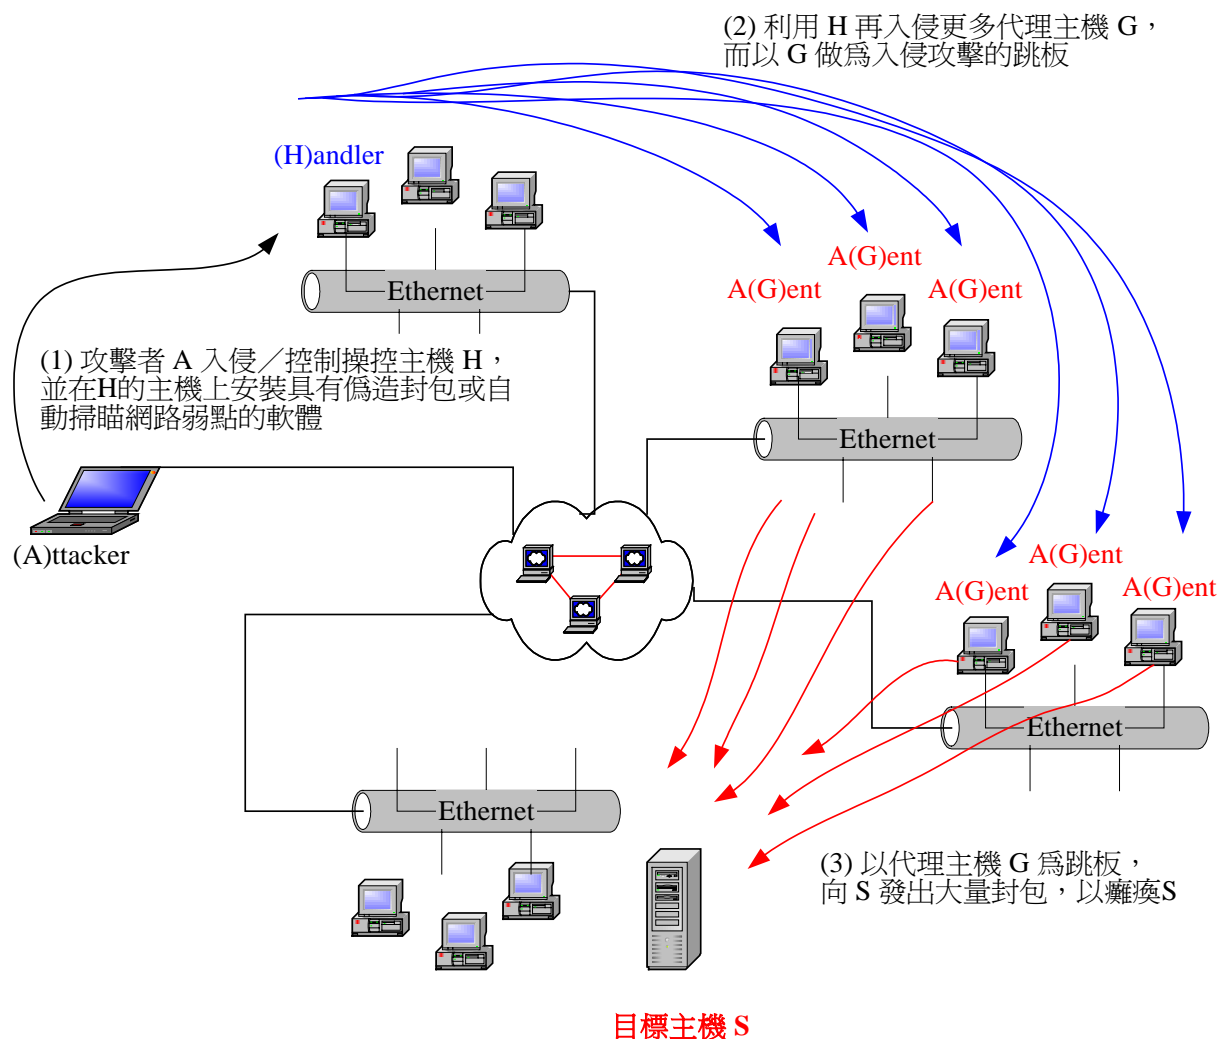 (2) 利用 H 再入侵更多代理主機 G，
而以 G 做爲入侵攻擊的跳板
(H)andler
A(G)ent
A(G)ent
A(G)ent
Ethernet
(1) 攻擊者 A 入侵／控制操控主機 H，
並在H的主機上安裝具有僞造封包或自
動掃瞄網路弱點的軟體
Ethernet
(A)ttacker
A(G)ent
A(G)ent
A(G)ent
Ethernet
Ethernet
(3) 以代理主機 G 爲跳板，
向 S 發出大量封包，以癱瘓S
目標主機 S